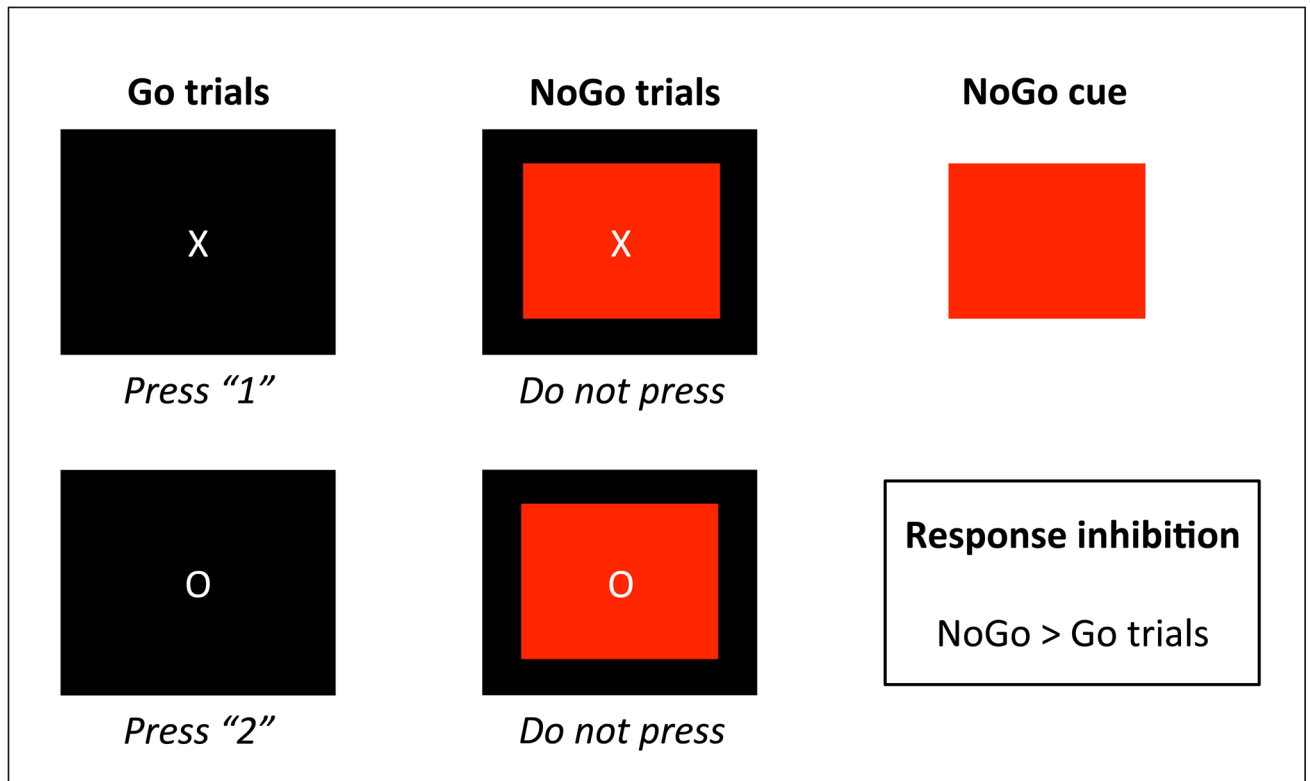 Go trials
NoGo trials
NoGo cue
X
X
Press “1”
Do not press
O
O
Response inhibition
NoGo > Go trials
Press “2”
Do not press